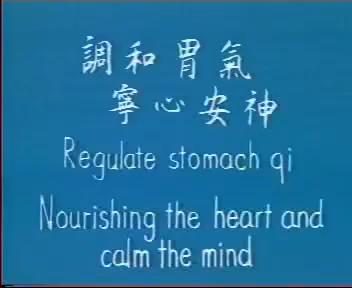 調和胃氣
寧心安神
Regulate stomach qi
Nourishing the heart and
calm the mind